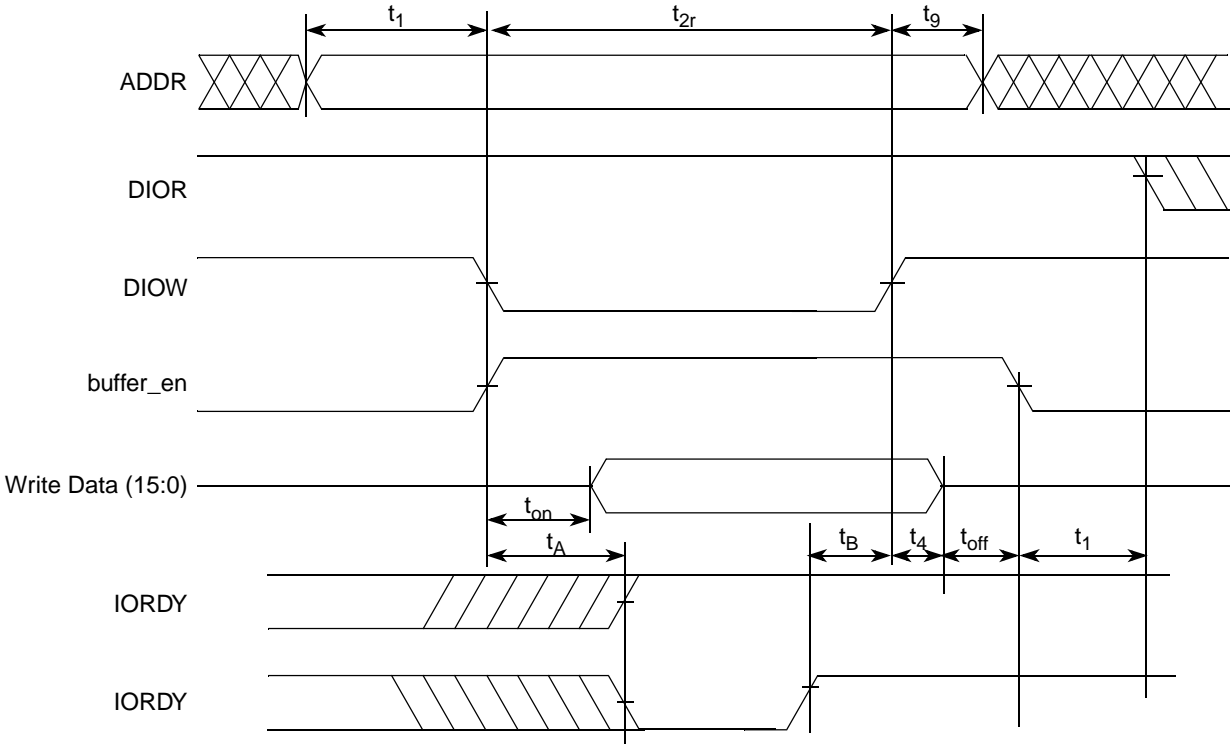 t1 t2r t9
ADDR
DIOR
DIOW
buffer_en
Write Data (15:0)
ton
tA tB t4 toff t1
IORDY
IORDY